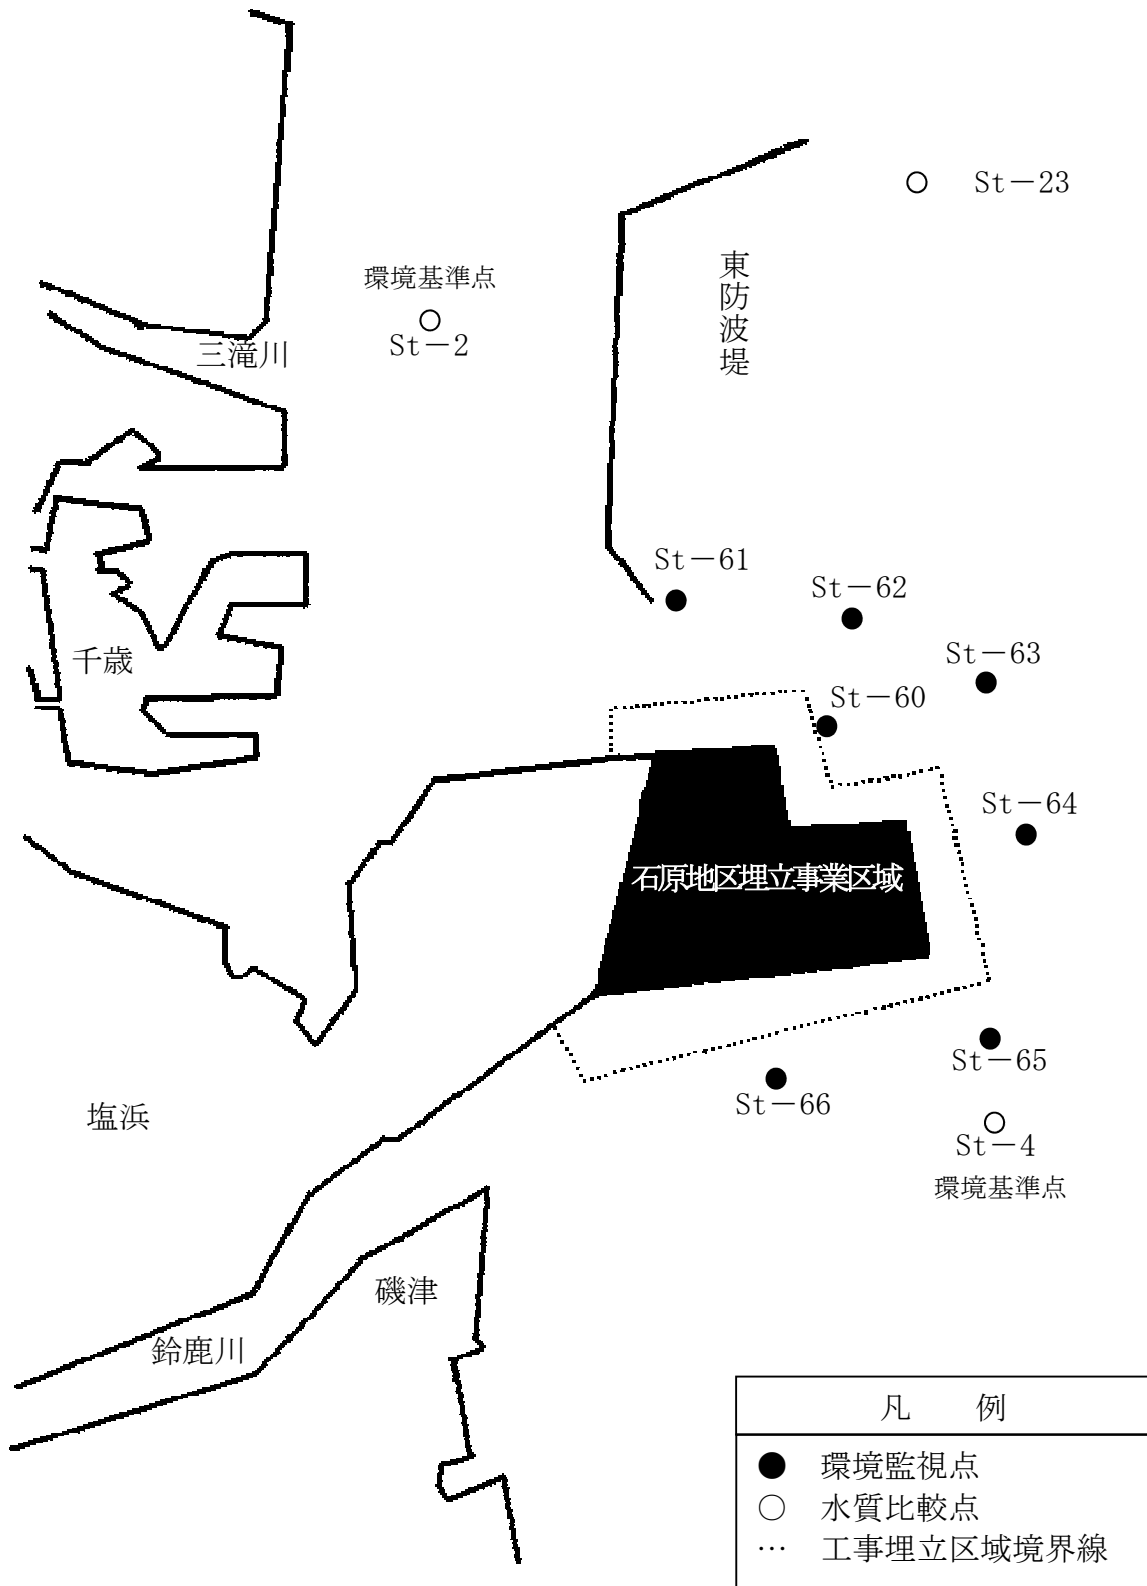 St－23
東防波堤
環境基準点
St－2
三滝川
St－61
St－62
St－63
千歳
St－60
St－64
石原地区埋立事業区域
St－65
St－66
塩浜
St－4
環境基準点
磯津
鈴鹿川
凡　例
● 環境監視点
○ 水質比較点
… 工事埋立区域境界線